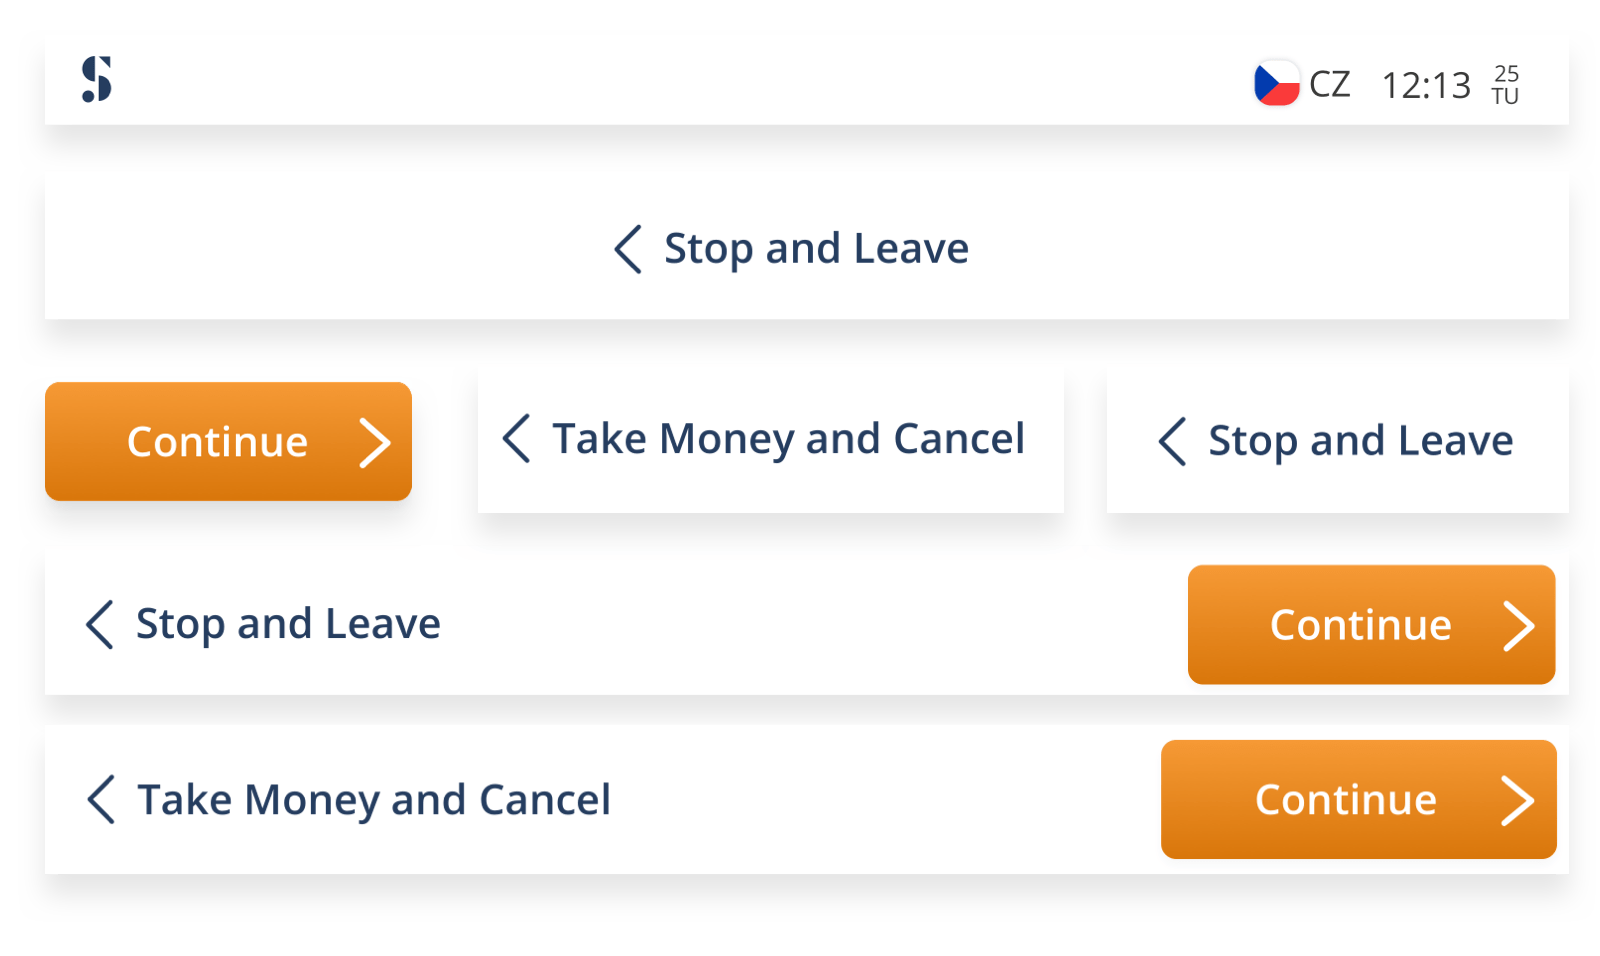 CZ 12:13 25
TU
Stop and Leave
Continue
Take Money and Cancel
Stop and Leave
Stop and Leave
Continue
Take Money and Cancel
Continue